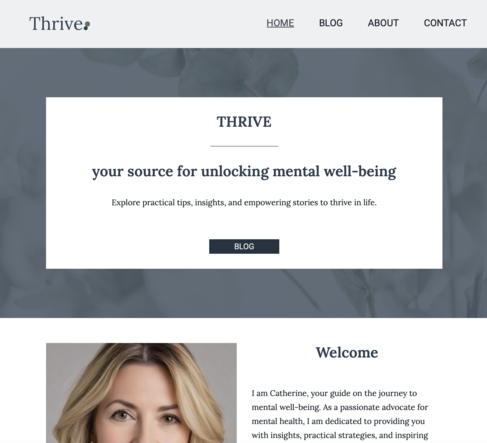 Thrive
HOME BLOG ABOUT CONTACT
THRIVE
your source for unlocking mental well-being
Explore practical tips, insights, and empowering stories to thrive in life.
BLOG
Welcome
I am Catherine, your guide on the journey to
mental well-being. As a passionate advocate for
mental health, I am dedicated to providing you
with insights, practical strategies, and inspiring